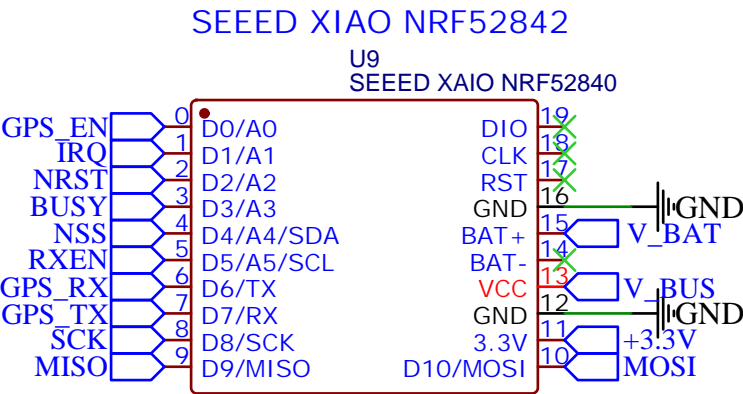 SEEED XIAO NRF52842
U9
SEEED XAIO NRF52840
GPS_EN 0 D0/A0 DIO 19
IRQ 1 D1/A1 CLK 18
NRST 2 D2/A2 RST 17
BUSY 3 D3/A3 GND 16 GND
NSS 4 D4/A4/SDA BAT+ 15 V_BAT
RXEN 5 D5/A5/SCL BAT- 14
GPS_RX 6 D6/TX VCC 13 V_BUS
GPS_TX 7 D7/RX GND 12 GND
SCK 8 D8/SCK 3.3V 11 +3.3V
MISO 9 D9/MISO D10/MOSI 10 MOSI